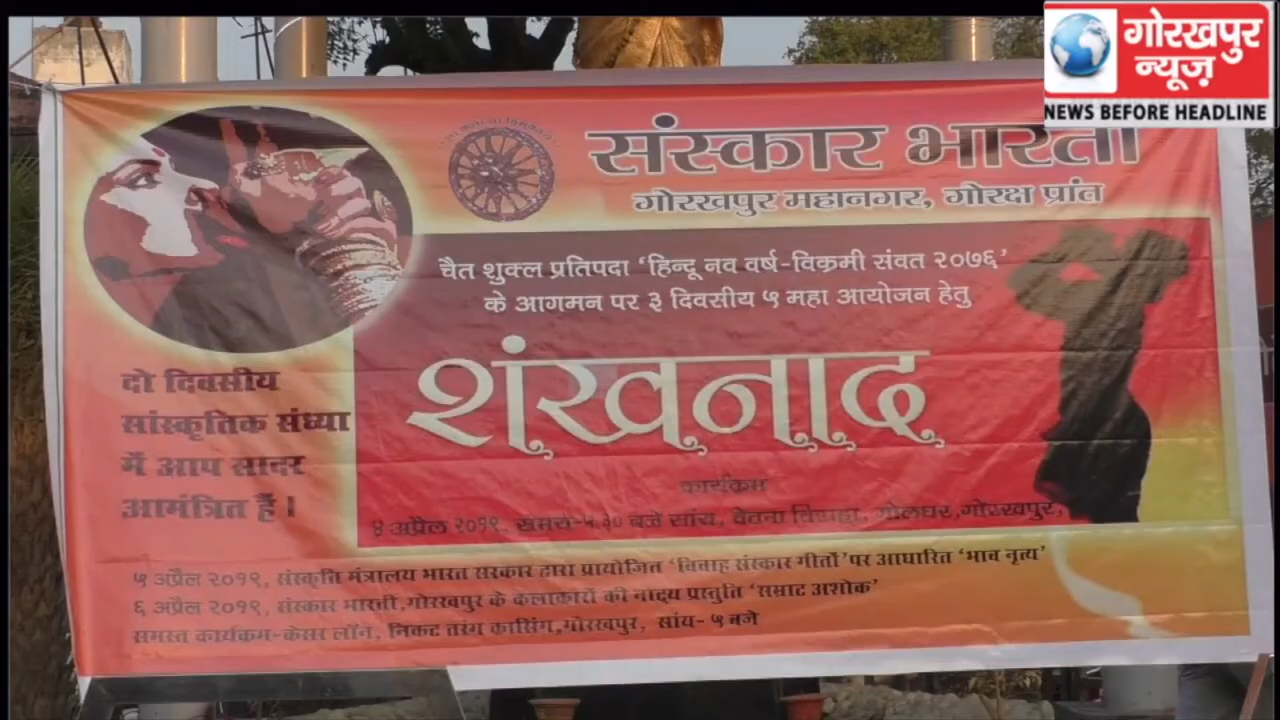 गोरखपुर
न्यूज़
NEWS BEFORE HEADLINE
संस्कार भारती
गोरखपुर महानगर, गोरक्ष प्रांत
चैत शुक्ल प्रतिपदा 'हिन्दू नव वर्ष-विक्रमी संवत २०७६'
के आगमन पर ३ दिवसीय ५ महा आयोजन हेतु
शंखनाद
दो दिवसीय
सांस्कृतिक संध्या
में आप सादर
आमंत्रित हैं।
कार्यक्रम
४ अप्रैल २०१९, समय-५.३० बजे सांय, चेतना तिराहा, गोलघर,गोरखपुर,
५ अप्रैल २०१९, संस्कृति मंत्रालय भारत सरकार द्वारा प्रायोजित 'विवाह संस्कार गीतों' पर आधारित 'भाव नृत्य'
६ अप्रैल २०१९, संस्कार भारती,गोरखपुर के कलाकारों की नाट्य प्रस्तुति 'सम्राट अशोक'
समस्त कार्यक्रम-केसर लॉन, निकट तरंग क्रासिंग,गोरखपुर, सांय- ५ बजे